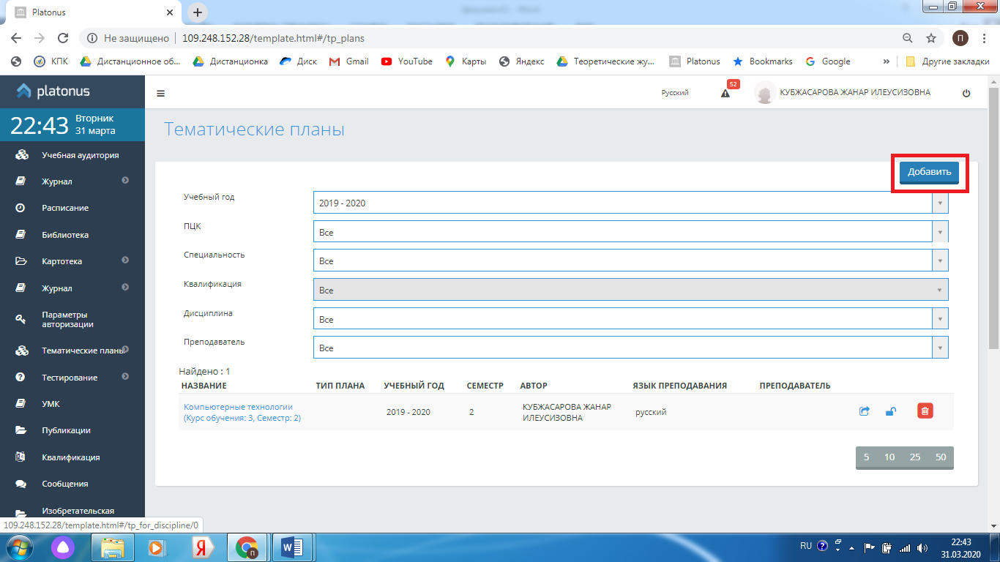 Platonus
Не защищено 109.248.152.28/template.html#/tp_plans П
КПК Дистанционное об... Дистанционка Диск Gmail YouTube Карты Яндекс Теоретические жу... Platonus Bookmarks Google » Другие закладки
platonus
Русский 52 КУБЖАСАРОВА ЖАНАР ИЛЕУСИЗОВНА
22:43 Вторник
31 марта
Учебная аудитория
Журнал
Расписание
Библиотека
Картотека
Журнал
Параметры
авторизации
Тематические планы
Тестирование
УМК
Публикации
Квалификация
Сообщения
Изобретательская
Тематические планы
Добавить
Учебный год 2019 - 2020
ПЦК Все
Специальность Все
Квалификация Все
Дисциплина Все
Преподаватель Все
Найдено : 1
НАЗВАНИЕ ТИП ПЛАНА УЧЕБНЫЙ ГОД СЕМЕСТР АВТОР ЯЗЫК ПРЕПОДАВАНИЯ ПРЕПОДАВАТЕЛЬ
Компьютерные технологии
(Курс обучения: 3, Семестр: 2) 2019 - 2020 2 КУБЖАСАРОВА ЖАНАР
ИЛЕУСИЗОВНА русский
5 10 25 50
109.248.152.28/template.html#/tp_for_discipline/0
RU 22:43
31.03.2020